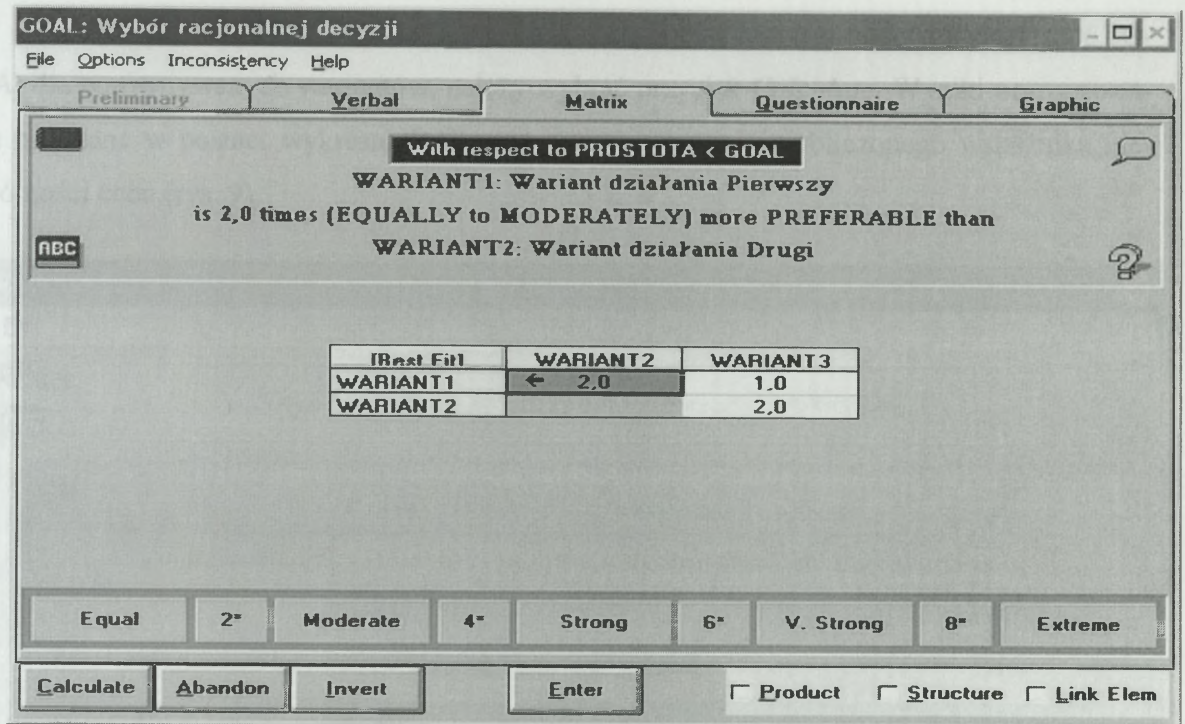 GOAL: Wybór racjonalnej decyzji
File Options Inconsistency Help
Preliminary Verbal Matrix Questionnaire Graphic
With respect to PROSTOTA < GOAL
WARIANT1: Wariant działania Pierwszy
is 2,0 times (EQUALLY to MODERATELY) more PREFERABLE than
ABC WARIANT2: Wariant działania Drugi
[Best Fit] WARIANT2 WARIANT3
WARIANT1 ← 2,0 1,0
WARIANT2 2,0
Equal 2" Moderate 4" Strong 6" V. Strong 8" Extreme
Calculate Abandon Invert Enter Product Structure Link Elem